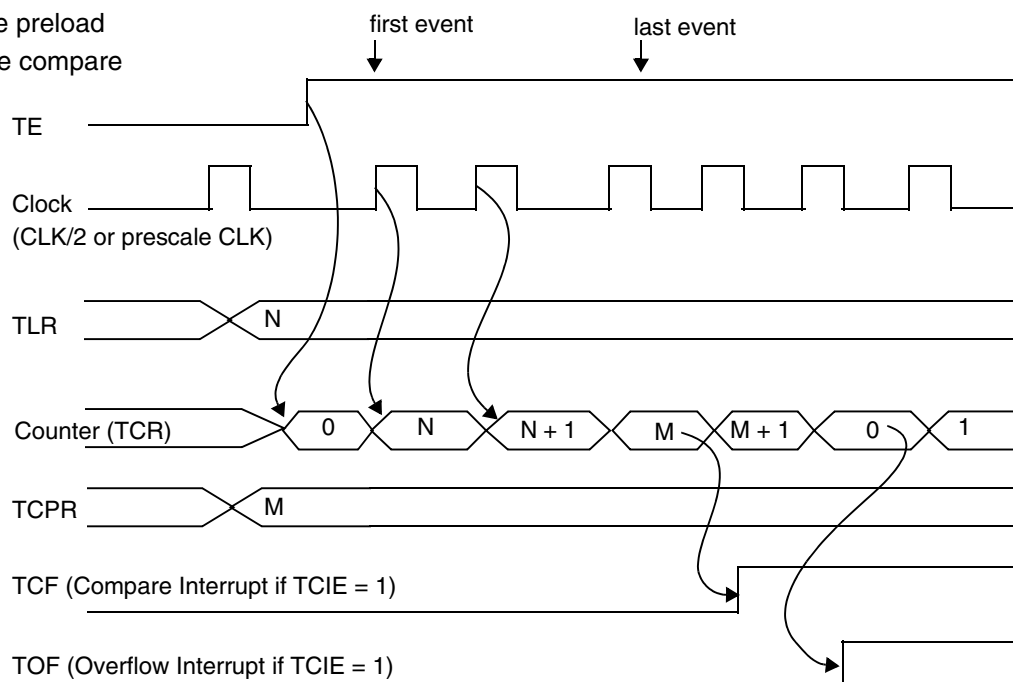 e preload
first event
last event
e compare
TE
Clock
(CLK/2 or prescale CLK)
TLR
N
Counter (TCR)
0
N
N + 1
M
M + 1
0
1
TCPR
M
TCF (Compare Interrupt if TCIE = 1)
TOF (Overflow Interrupt if TCIE = 1)